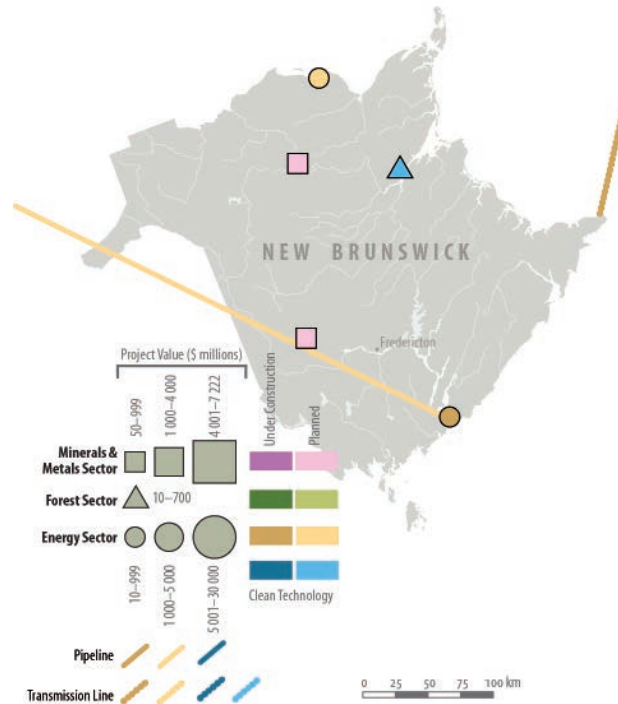 NEW BRUNSWICK
Fredericton
Project Value ($ millions)
50–999
1 000–4 000
4 001–7 222
Under Construction
Planned
Minerals &
Metals Sector
Forest Sector
10–700
Energy Sector
10–999
1 000–5 000
5 001–30 000
Clean Technology
Pipeline
Transmission Line
0 25 50 75 100 km